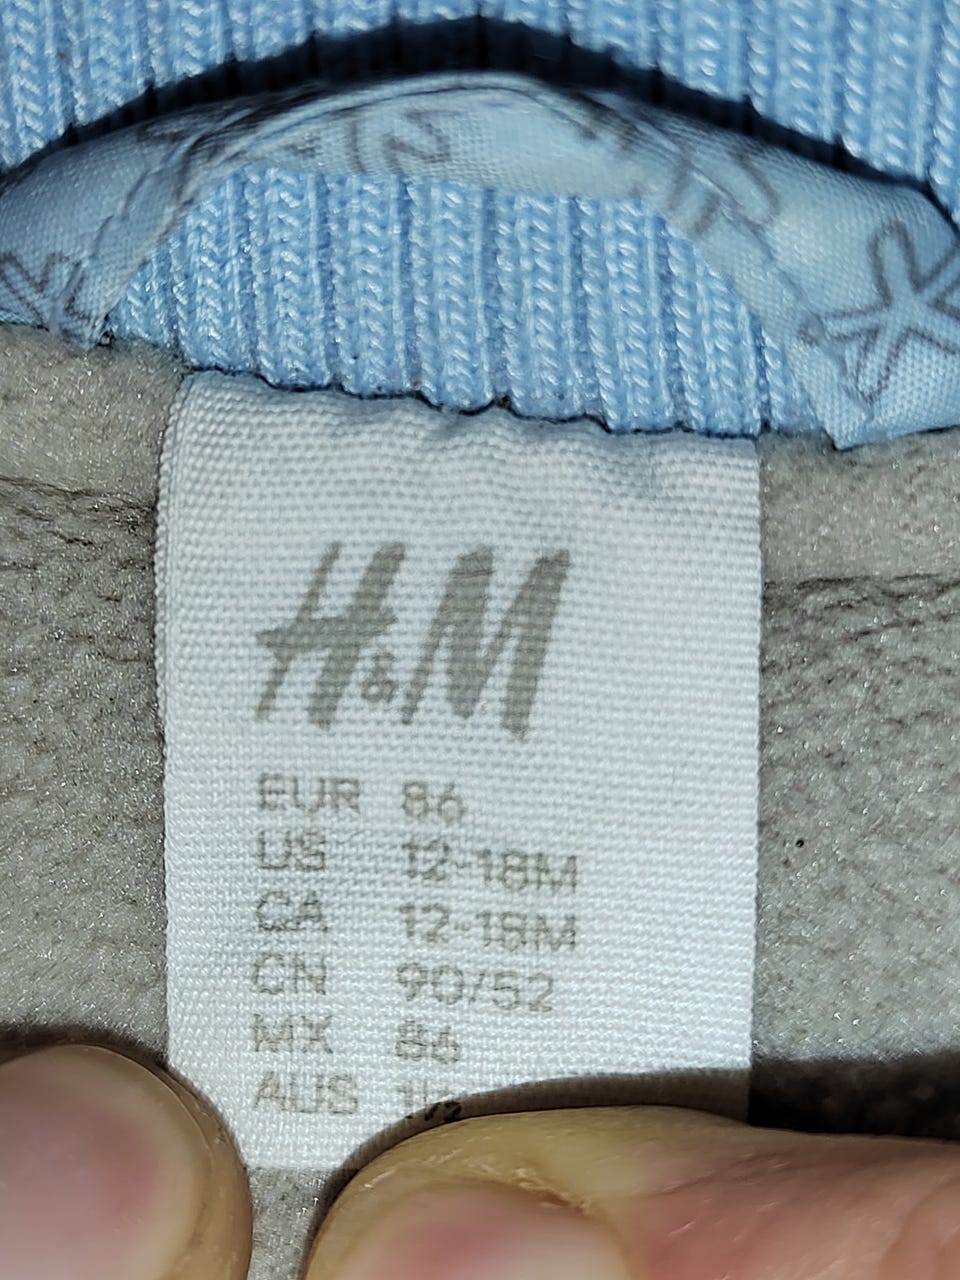 H&M
EUR 86
US 12-18M
CA 12-18M
CN 90/52
MX 86
AUS